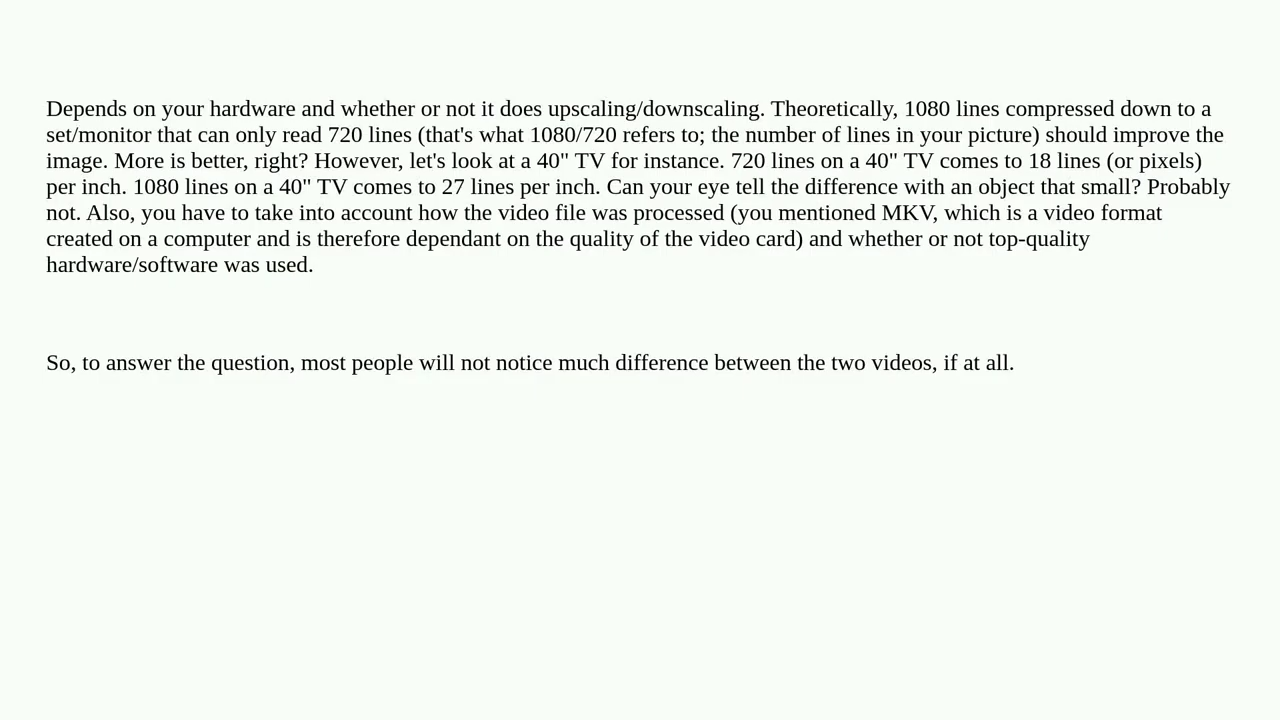 Depends on your hardware and whether or not it does upscaling/downscaling. Theoretically, 1080 lines compressed down to a
set/monitor that can only read 720 lines (that's what 1080/720 refers to; the number of lines in your picture) should improve the
image. More is better, right? However, let's look at a 40" TV for instance. 720 lines on a 40" TV comes to 18 lines (or pixels)
per inch. 1080 lines on a 40" TV comes to 27 lines per inch. Can your eye tell the difference with an object that small? Probably
not. Also, you have to take into account how the video file was processed (you mentioned MKV, which is a video format
created on a computer and is therefore dependant on the quality of the video card) and whether or not top-quality
hardware/software was used.
So, to answer the question, most people will not notice much difference between the two videos, if at all.